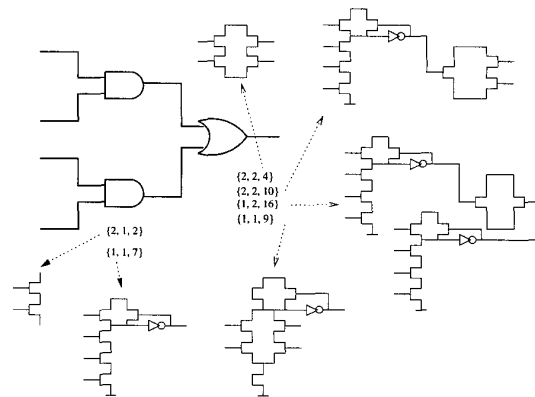 {2, 2, 4}
{2, 2, 10}
{1, 2, 16}
{1, 1, 9}
{2, 1, 2}
{1, 1, 7}